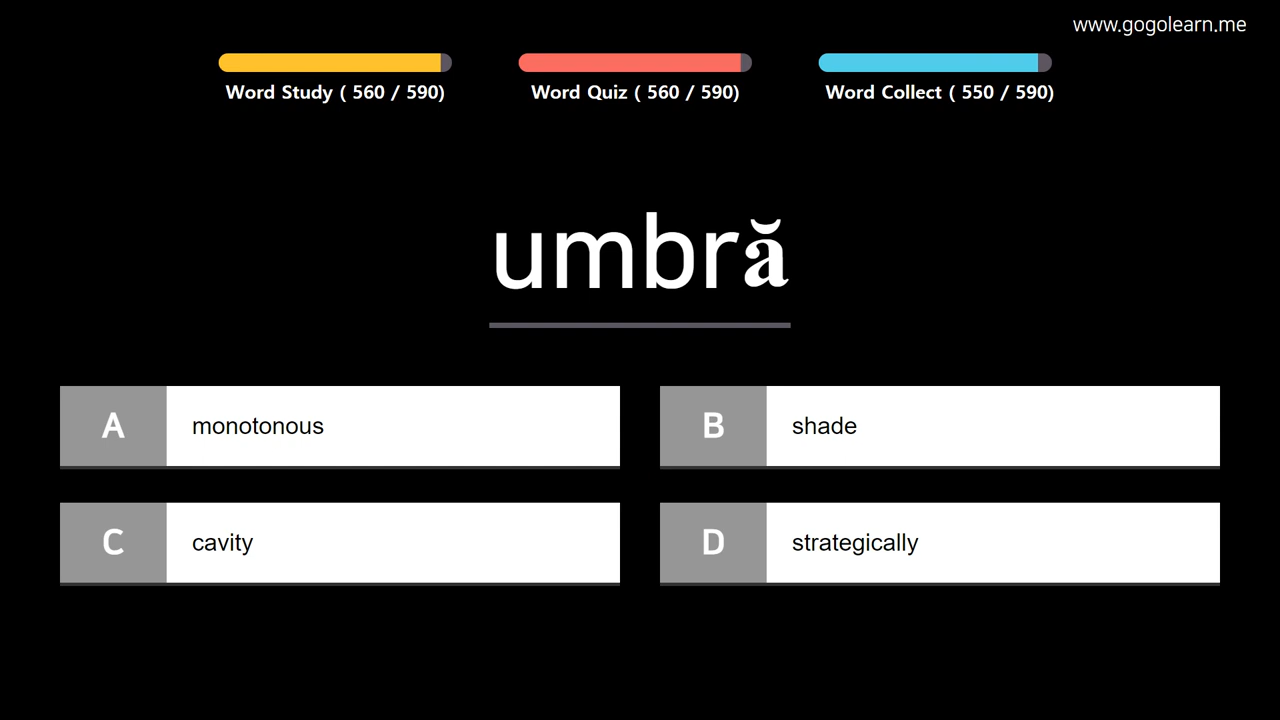 www.gogolearn.me
Word Study ( 560 / 590)
Word Quiz ( 560 / 590)
Word Collect ( 550 / 590)
umbră
A monotonous
B shade
C cavity
D strategically